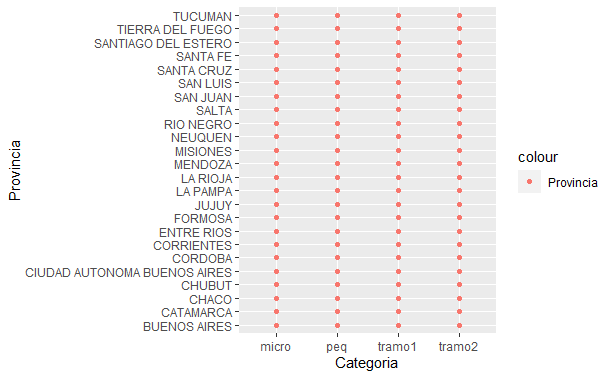 Provincia
TUCUMAN
TIERRA DEL FUEGO
SANTIAGO DEL ESTERO
SANTA FE
SANTA CRUZ
SAN LUIS
SAN JUAN
SALTA
RIO NEGRO
NEUQUEN
MISIONES
MENDOZA
LA RIOJA
LA PAMPA
JUJUY
FORMOSA
ENTRE RIOS
CORRIENTES
CORDOBA
CIUDAD AUTONOMA BUENOS AIRES
CHUBUT
CHACO
CATAMARCA
BUENOS AIRES
micro peq tramo1 tramo2
Categoria
colour
Provincia